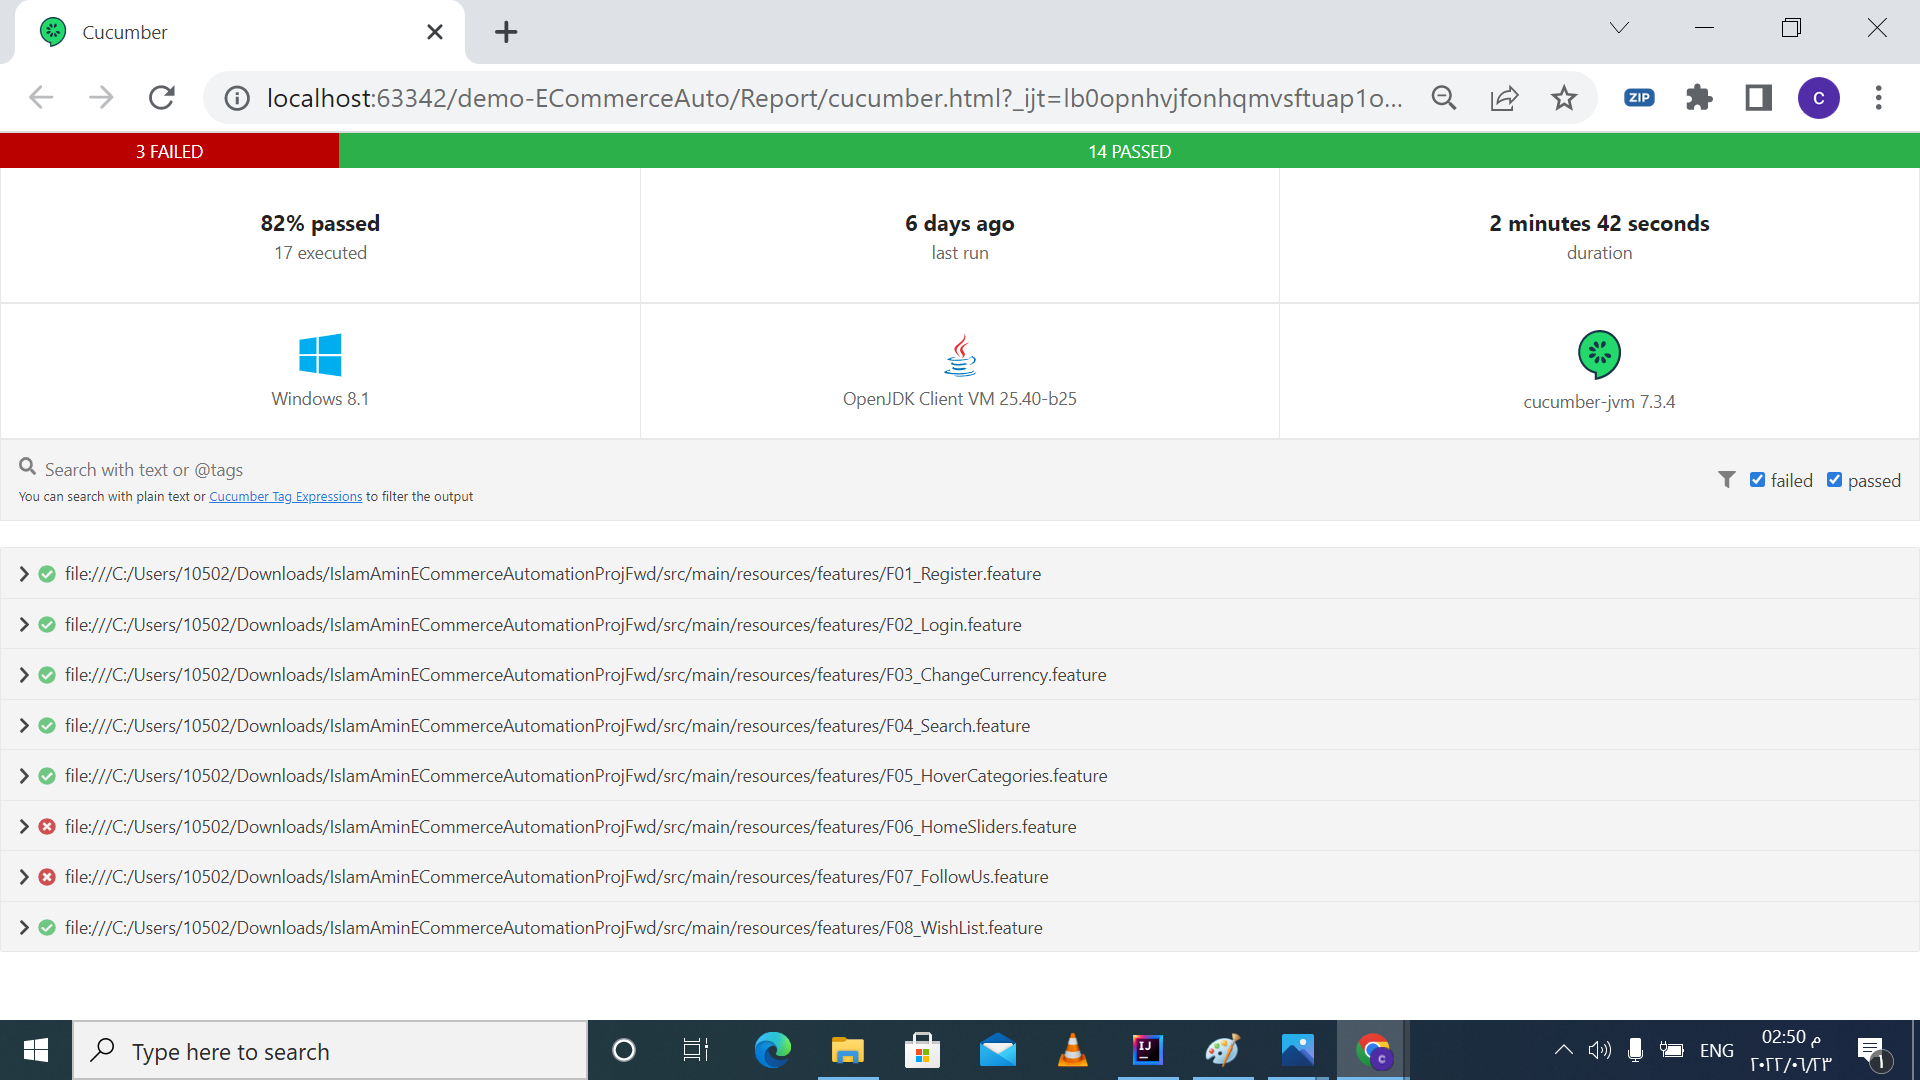 Cucumber
localhost:63342/demo-ECommerceAuto/Report/cucumber.html?_ijt=lb0opnhvjfonhqmvsftuap1o...
ZIP
C
3 FAILED
14 PASSED
82% passed
17 executed
6 days ago
last run
2 minutes 42 seconds
duration
Windows 8.1
OpenJDK Client VM 25.40-b25
cucumber-jvm 7.3.4
Search with text or @tags
You can search with plain text or Cucumber Tag Expressions to filter the output
failed
passed
file:///C:/Users/10502/Downloads/IslamAminECommerceAutomationProjFwd/src/main/resources/features/F01_Register.feature
file:///C:/Users/10502/Downloads/IslamAminECommerceAutomationProjFwd/src/main/resources/features/F02_Login.feature
file:///C:/Users/10502/Downloads/IslamAminECommerceAutomationProjFwd/src/main/resources/features/F03_ChangeCurrency.feature
file:///C:/Users/10502/Downloads/IslamAminECommerceAutomationProjFwd/src/main/resources/features/F04_Search.feature
file:///C:/Users/10502/Downloads/IslamAminECommerceAutomationProjFwd/src/main/resources/features/F05_HoverCategories.feature
file:///C:/Users/10502/Downloads/IslamAminECommerceAutomationProjFwd/src/main/resources/features/F06_HomeSliders.feature
file:///C:/Users/10502/Downloads/IslamAminECommerceAutomationProjFwd/src/main/resources/features/F07_FollowUs.feature
file:///C:/Users/10502/Downloads/IslamAminECommerceAutomationProjFwd/src/main/resources/features/F08_WishList.feature
Type here to search
IJ
C
ENG
02:50 م
٢٠٢٢/٠٦/٢٣
١